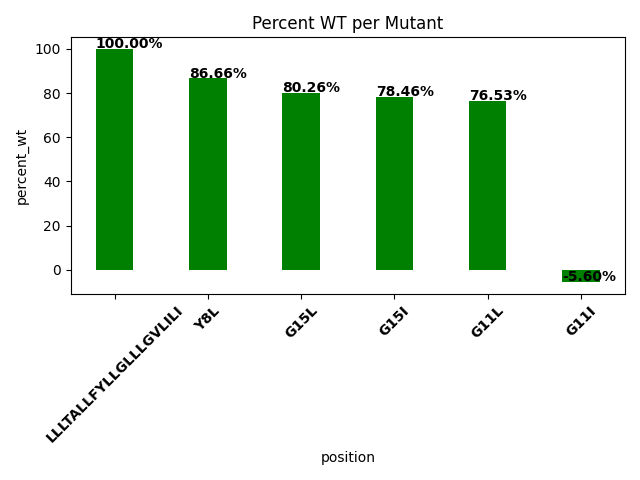 Percent WT per Mutant
100.00%
86.66%
80.26%
78.46%
76.53%
-5.60%
100
80
60
40
20
0
percent_wt
LLLTALLFYLLGLLLGVLILI
Y8L
G15L
G15I
G11L
G11I
position